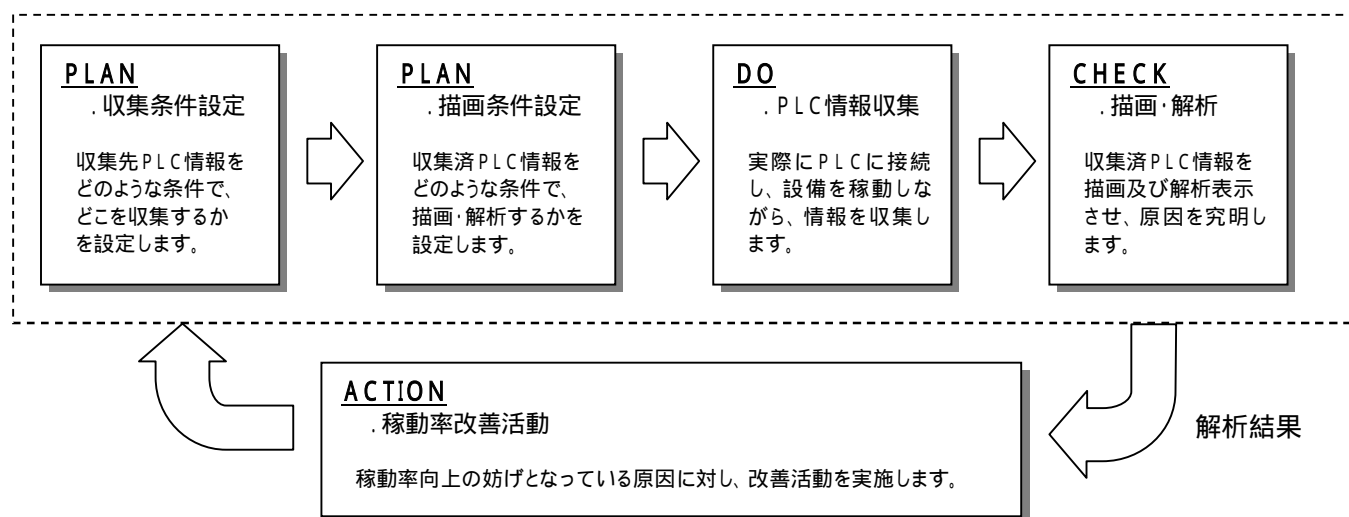 PLAN
.収集条件設定
収集先PLC情報を
どのような条件で、
どこを収集するか
を設定します。
PLAN
.描画条件設定
収集済PLC情報を
どのような条件で、
描画・解析するかを
設定します。
DO
.PLC情報収集
実際にPLCに接続
し、設備を稼動しな
がら、情報を収集し
ます。
CHECK
.描画・解析
収集済PLC情報を
描画及び解析表示
させ、原因を究明し
ます。
ACTION
.稼動率改善活動
稼動率向上の妨げとなっている原因に対し、改善活動を実施します。
解析結果